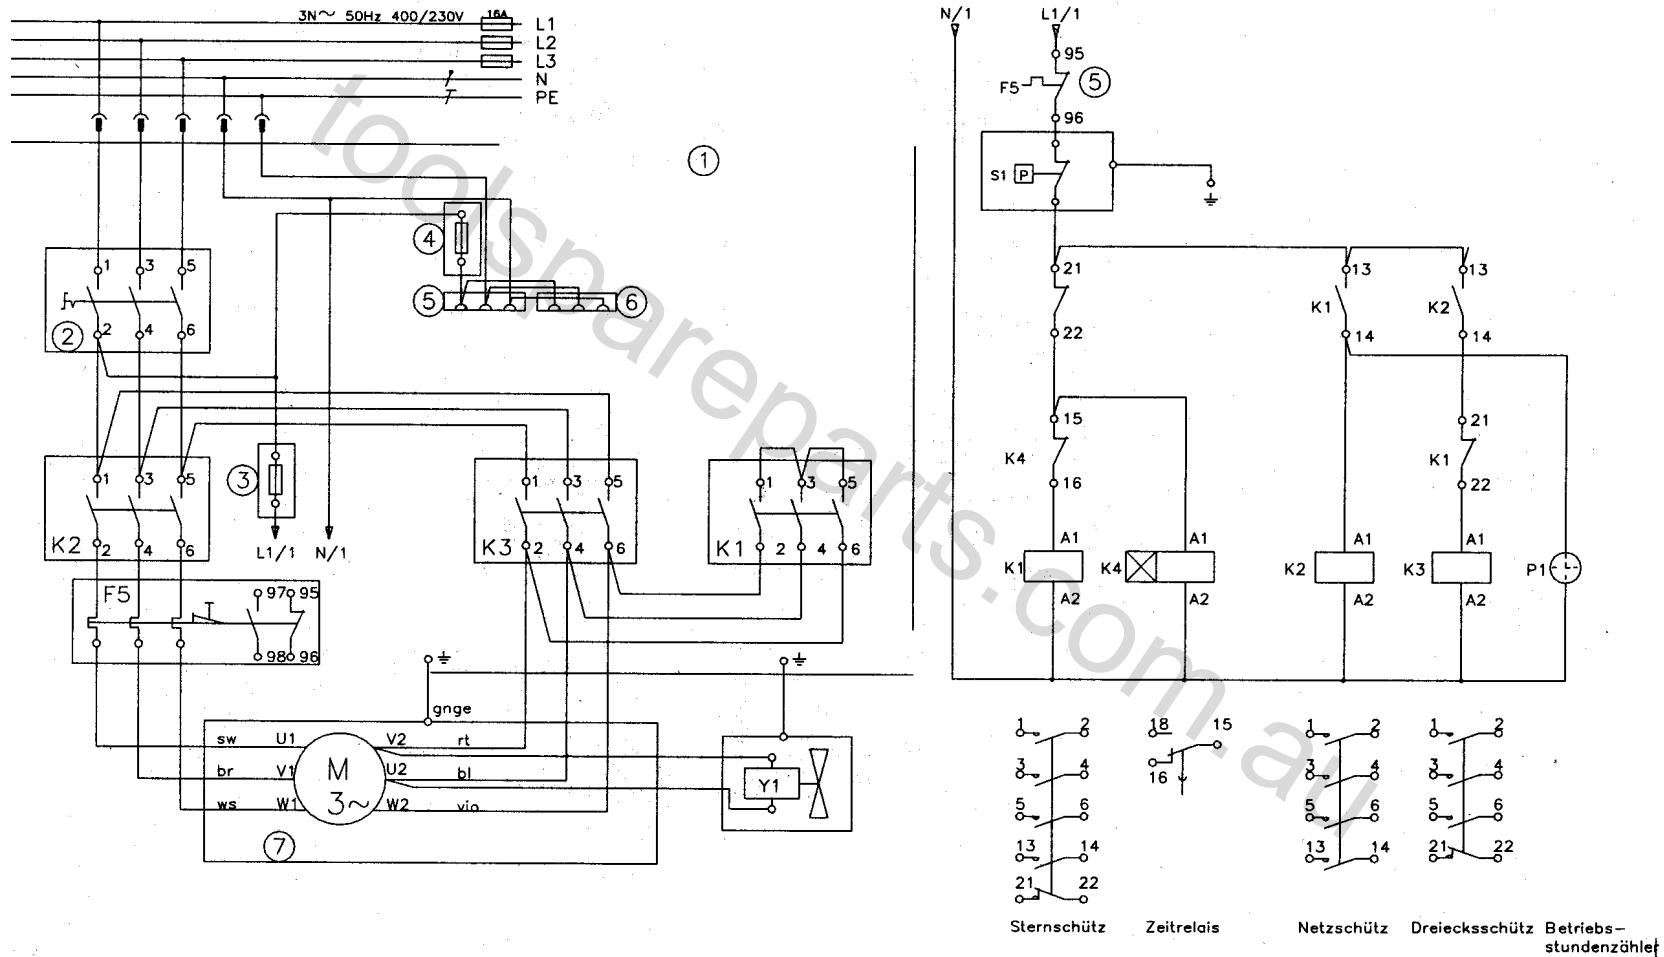 3N~ 50Hz 400/230V 16A L1
L2
L3
N
PE
1
1 3 5
2 4 6
2
4
5 6
3
L1/1 N/1
1 3 5
K2 2 4 6
1 3 5
K3 2 4 6
1 3 5
K1 2 4 6
F5 97 95
98 96
gnge
sw U1 V2 rt
br V1 U2 bl
ws W1 W2 vio
M
3~
Y1
7
N/1 L1/1
95
F5 5
96
S1 P
21
22
13
K1
14
13
K2
14
15
K4
16
21
K1
22
A1 A1 A1 A1
K1 K4 K2 K3 P1
A2 A2 A2 A2
1 2
3 4
5 6
13 14
21 22
18 15
16
1 2
3 4
5 6
13 14
1 2
3 4
5 6
21 22
Sternschütz Zeitrelais Netzschütz Dreiecksschütz Betriebs-
stundenzähler
toolspareparts.com.au